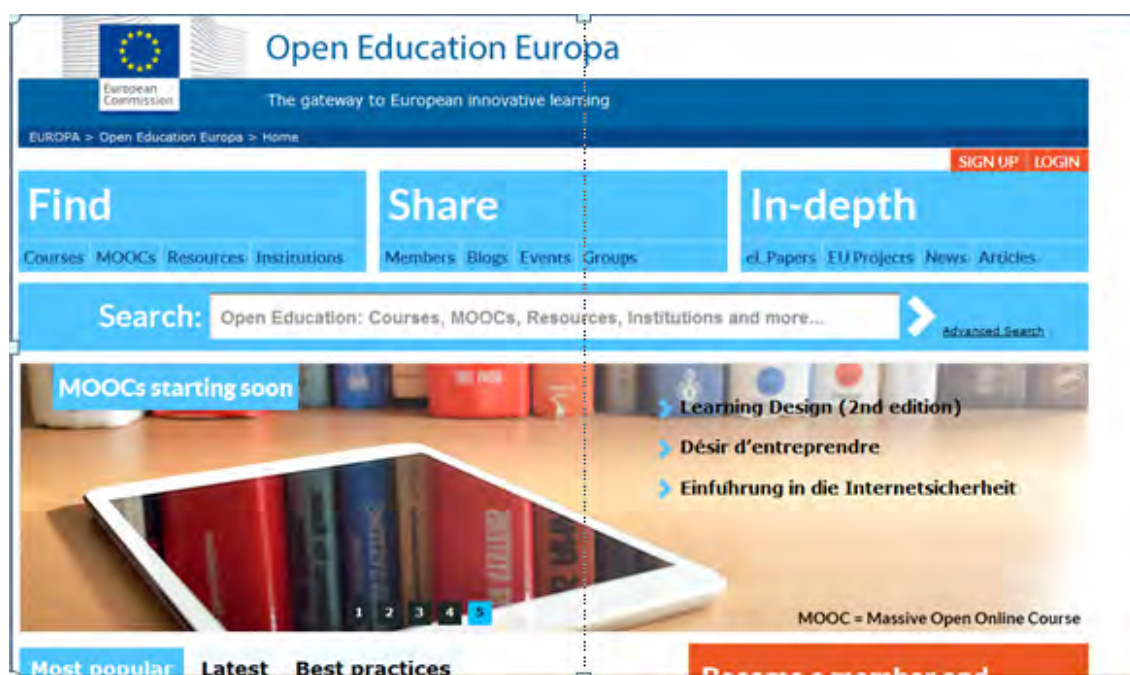 Open Education Europa
European
Commission
The gateway to European innovative learning
EUROPA > Open Education Europa > Home
SIGN UP LOGIN
Find
Courses MOOCs Resources Institutions
Share
Members Blogs Events Groups
In-depth
eL Papers EU Projects News Articles
Search: Open Education: Courses, MOOCs, Resources, Institutions and more...
Advanced Search
MOOCs starting soon
Learning Design (2nd edition)
Désir d'entreprendre
Einfuhrung in die Internetsicherheit
1 2 3 4 5
MOOC = Massive Open Online Course
Most popular Latest Best practices
Become a member and